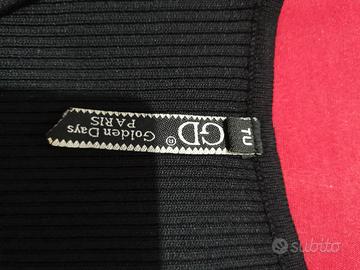 GD®
Golden Days
PARIS
TU
subito